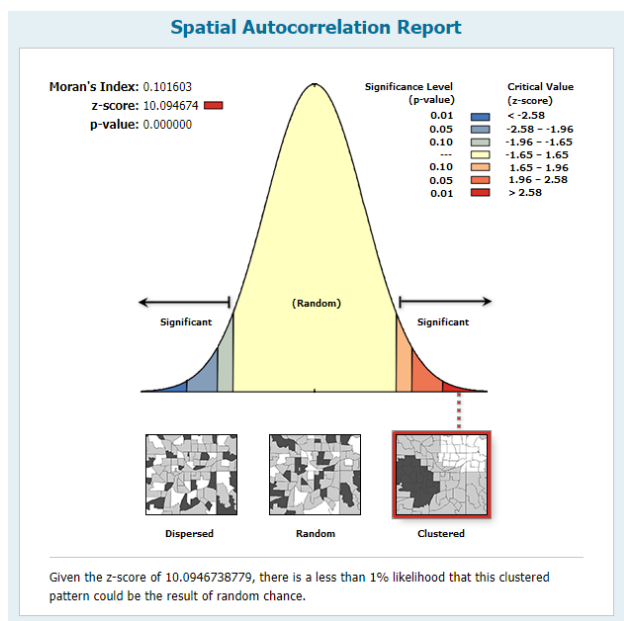 Spatial Autocorrelation Report
Moran's Index: 0.101603
z-score: 10.094674
p-value: 0.000000
Significance Level
(p-value)
Critical Value
(z-score)
0.01 < -2.58
0.05 -2.58 – -1.96
0.10 -1.96 – -1.65
--- -1.65 – 1.65
0.10 1.65 – 1.96
0.05 1.96 – 2.58
0.01 > 2.58
(Random)
Significant
Significant
Dispersed
Random
Clustered
Given the z-score of 10.0946738779, there is a less than 1% likelihood that this clustered
pattern could be the result of random chance.